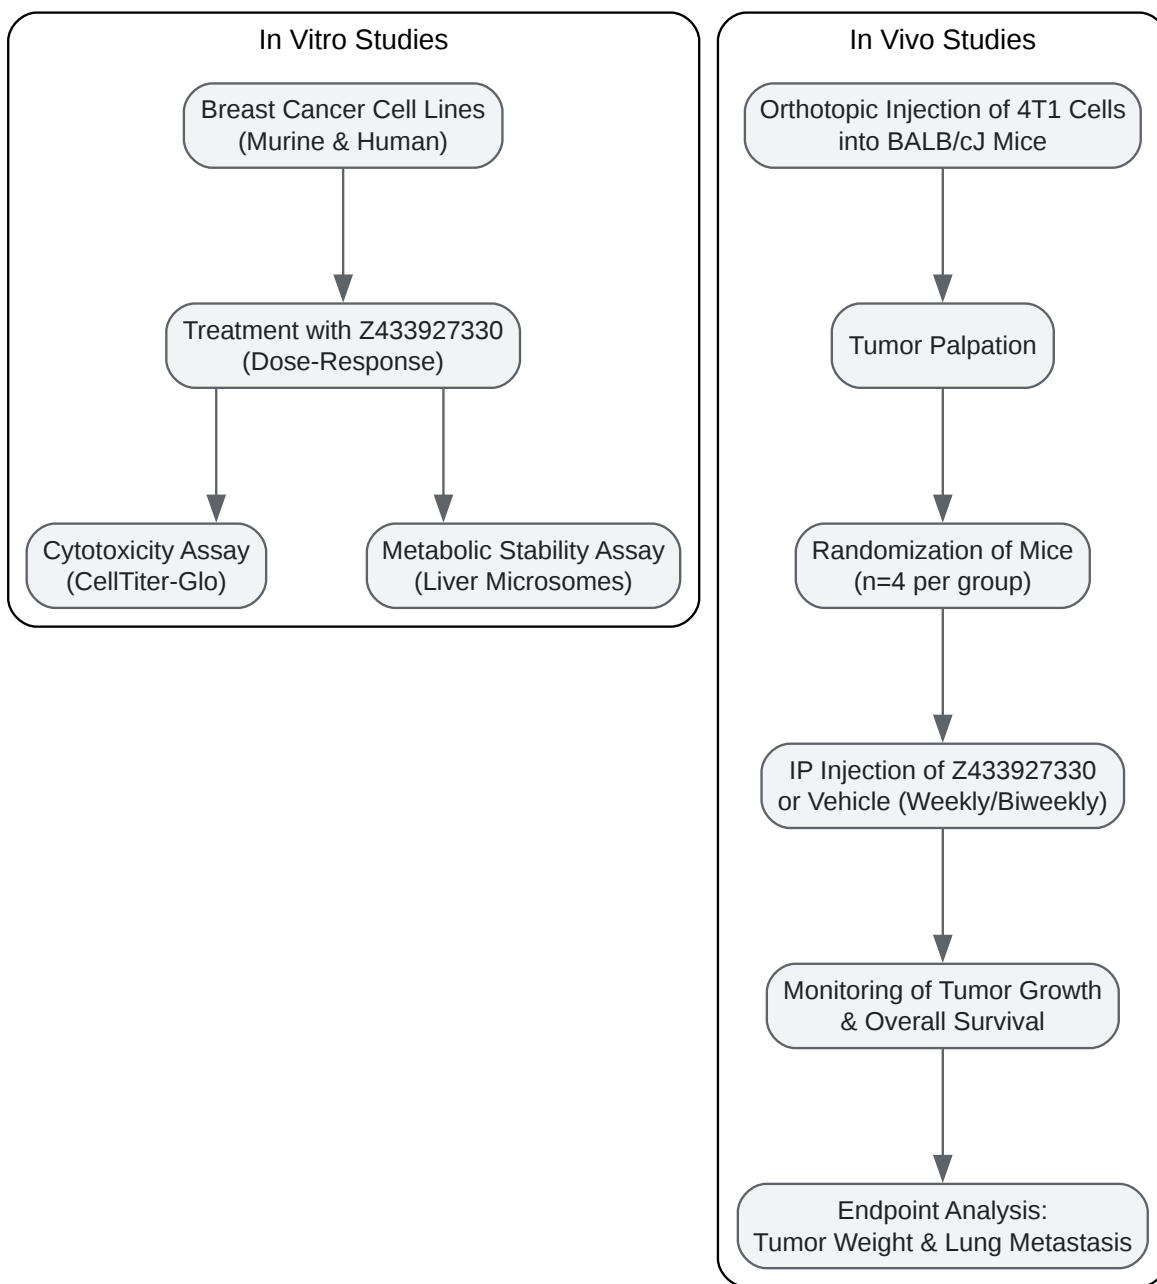 In Vitro Studies
Breast Cancer Cell Lines
(Murine & Human)
Treatment with Z433927330
(Dose-Response)
Cytotoxicity Assay
(CellTiter-Glo)
Metabolic Stability Assay
(Liver Microsomes)
In Vivo Studies
Orthotopic Injection of 4T1 Cells
into BALB/cJ Mice
Tumor Palpation
Randomization of Mice
(n=4 per group)
IP Injection of Z433927330
or Vehicle (Weekly/Biweekly)
Monitoring of Tumor Growth
& Overall Survival
Endpoint Analysis:
Tumor Weight & Lung Metastasis